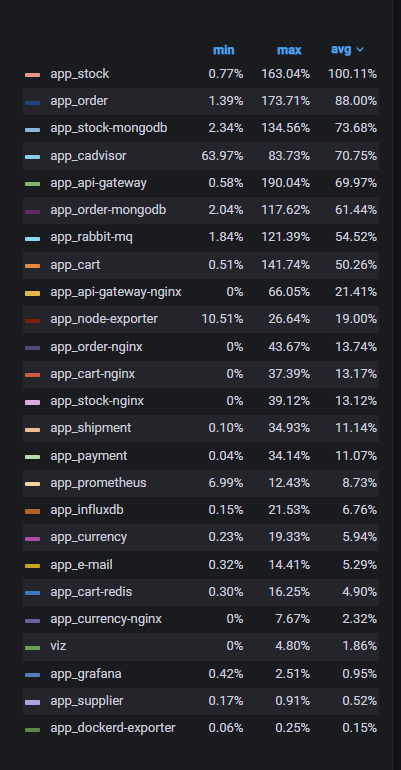 min max avg
app_stock 0.77% 163.04% 100.11%
app_order 1.39% 173.71% 88.00%
app_stock-mongodb 2.34% 134.56% 73.68%
app_cadvisor 63.97% 83.73% 70.75%
app_api-gateway 0.58% 190.04% 69.97%
app_order-mongodb 2.04% 117.62% 61.44%
app_rabbit-mq 1.84% 121.39% 54.52%
app_cart 0.51% 141.74% 50.26%
app_api-gateway-nginx 0% 66.05% 21.41%
app_node-exporter 10.51% 26.64% 19.00%
app_order-nginx 0% 43.67% 13.74%
app_cart-nginx 0% 37.39% 13.17%
app_stock-nginx 0% 39.12% 13.12%
app_shipment 0.10% 34.93% 11.14%
app_payment 0.04% 34.14% 11.07%
app_prometheus 6.99% 12.43% 8.73%
app_influxdb 0.15% 21.53% 6.76%
app_currency 0.23% 19.33% 5.94%
app_e-mail 0.32% 14.41% 5.29%
app_cart-redis 0.30% 16.25% 4.90%
app_currency-nginx 0% 7.67% 2.32%
viz 0% 4.80% 1.86%
app_grafana 0.42% 2.51% 0.95%
app_supplier 0.17% 0.91% 0.52%
app_dockerd-exporter 0.06% 0.25% 0.15%